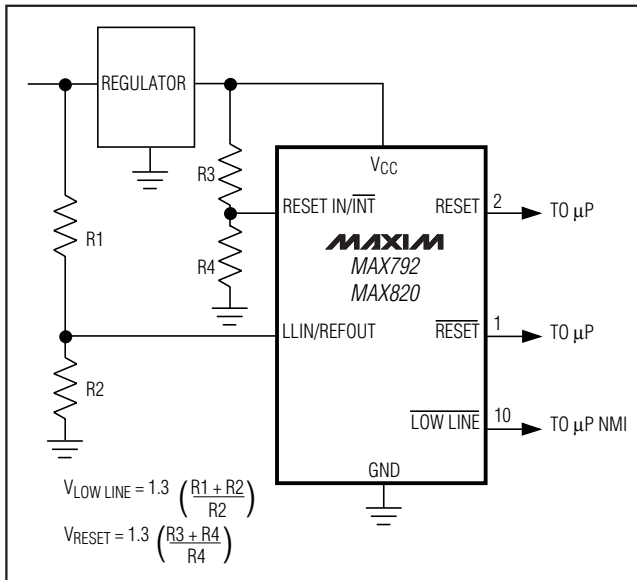 REGULATOR
VCC
R3
RESET IN/INT
RESET
2
TO μP
R1
MAXIM
MAX792
MAX820
R4
LLIN/REFOUT
RESET
1
TO μP
R2
LOW LINE
10
TO μP NMI
GND
VLOW LINE = 1.3 (R1 + R2 / R2)
VRESET = 1.3 (R3 + R4 / R4)